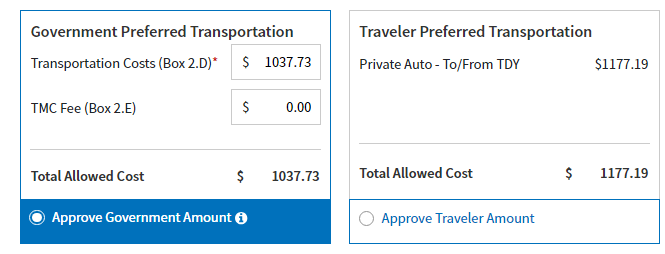 Government Preferred Transportation
Transportation Costs (Box 2.D)* $ 1037.73
TMC Fee (Box 2.E) $ 0.00
Total Allowed Cost $ 1037.73
Approve Government Amount
Traveler Preferred Transportation
Private Auto - To/From TDY $1177.19
Total Allowed Cost $ 1177.19
Approve Traveler Amount